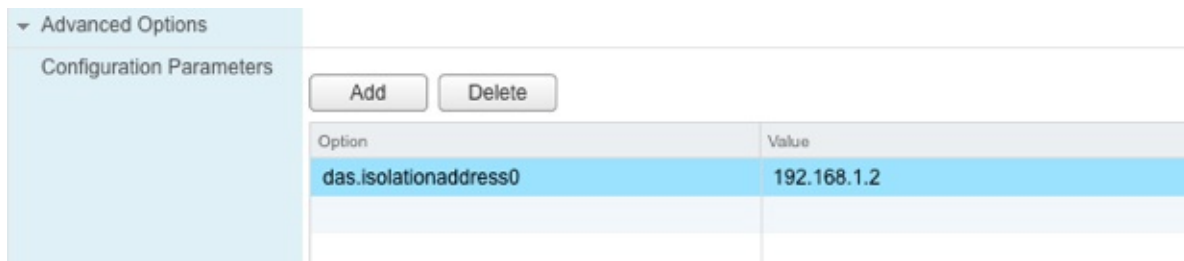 Advanced Options
Configuration Parameters
Add Delete
Option Value
das.isolationaddress0 192.168.1.2